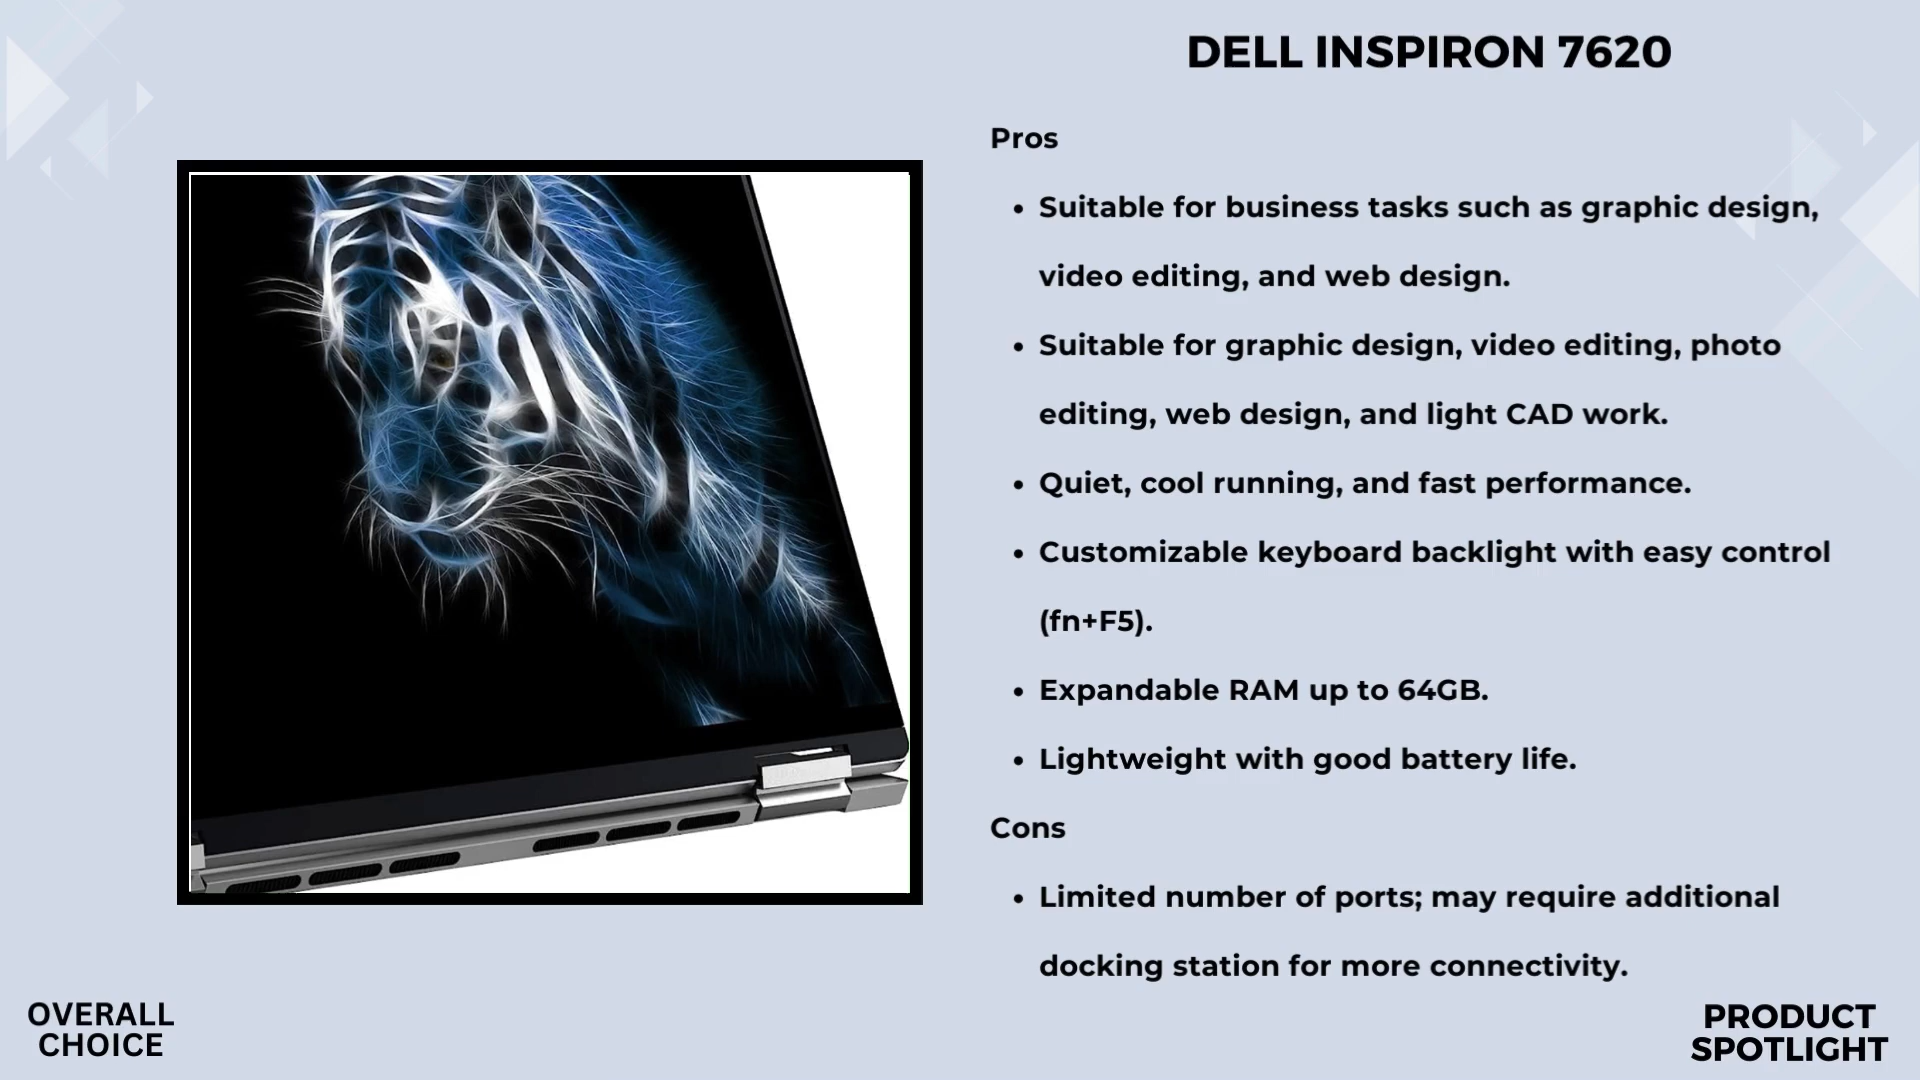 DELL INSPIRON 7620
Pros
• Suitable for business tasks such as graphic design,
video editing, and web design.
• Suitable for graphic design, video editing, photo
editing, web design, and light CAD work.
• Quiet, cool running, and fast performance.
• Customizable keyboard backlight with easy control
(fn+F5).
• Expandable RAM up to 64GB.
• Lightweight with good battery life.
Cons
• Limited number of ports; may require additional
docking station for more connectivity.
OVERALL
CHOICE
PRODUCT
SPOTLIGHT